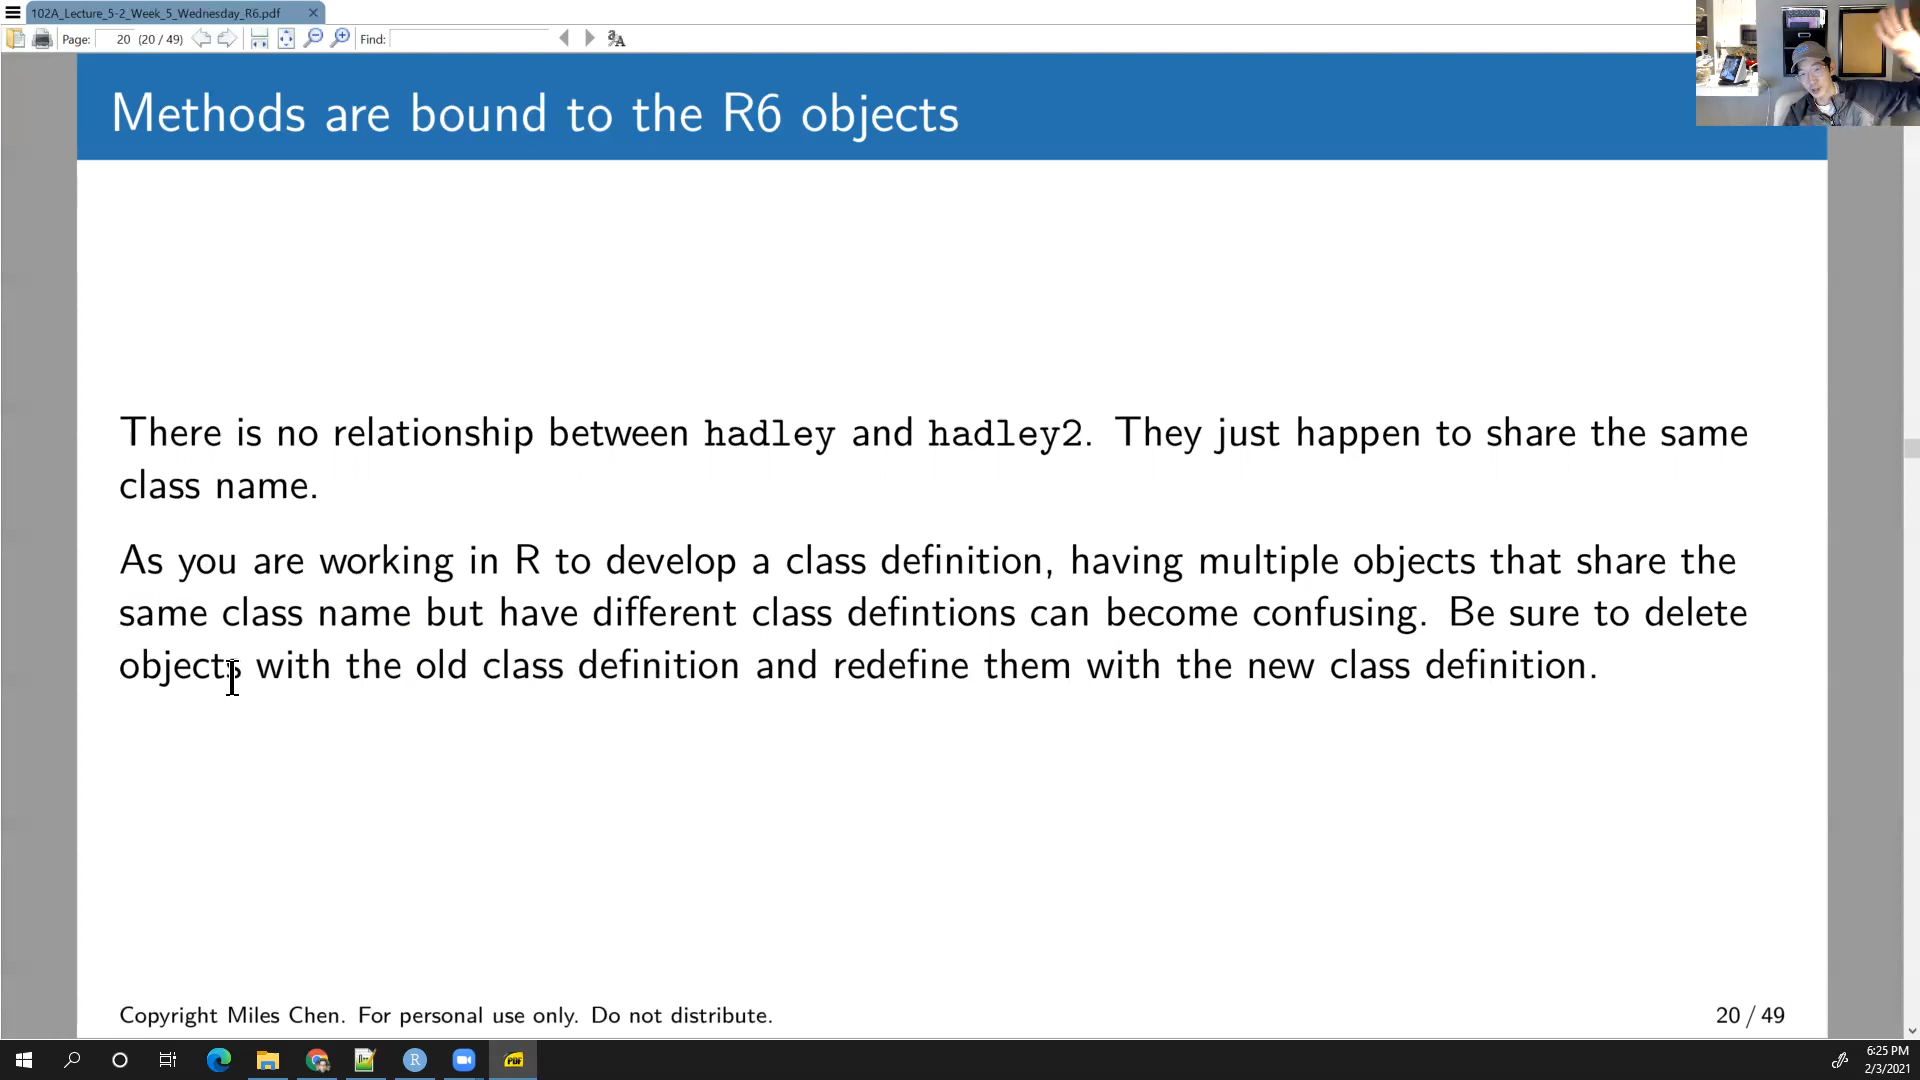 102A_Lecture_5-2_Week_5_Wednesday_R6.pdf
Page: 20 (20 / 49) Find:
Methods are bound to the R6 objects
There is no relationship between hadley and hadley2. They just happen to share the same
class name.
As you are working in R to develop a class definition, having multiple objects that share the
same class name but have different class defintions can become confusing. Be sure to delete
objects with the old class definition and redefine them with the new class definition.
Copyright Miles Chen. For personal use only. Do not distribute.
20 / 49
6:25 PM
2/3/2021